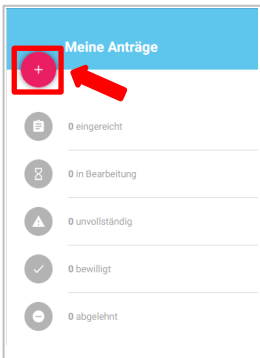 Meine Anträge
+
0 eingereicht
0 in Bearbeitung
0 unvollständig
0 bewilligt
0 abgelehnt